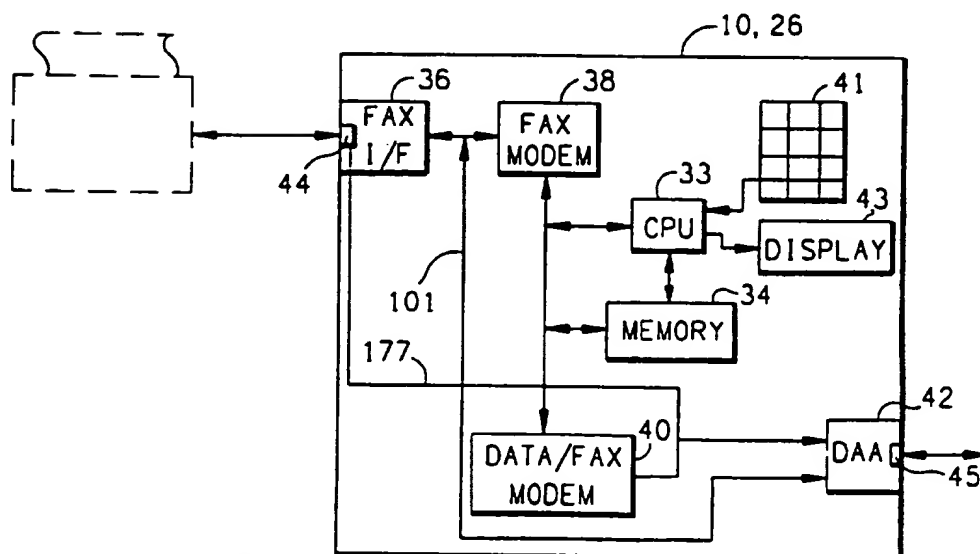 10, 26
36
FAX
I/F
44
38
FAX
MODEM
41
33
CPU
43
DISPLAY
101
34
MEMORY
177
40
DATA/FAX
MODEM
42
DAA
45